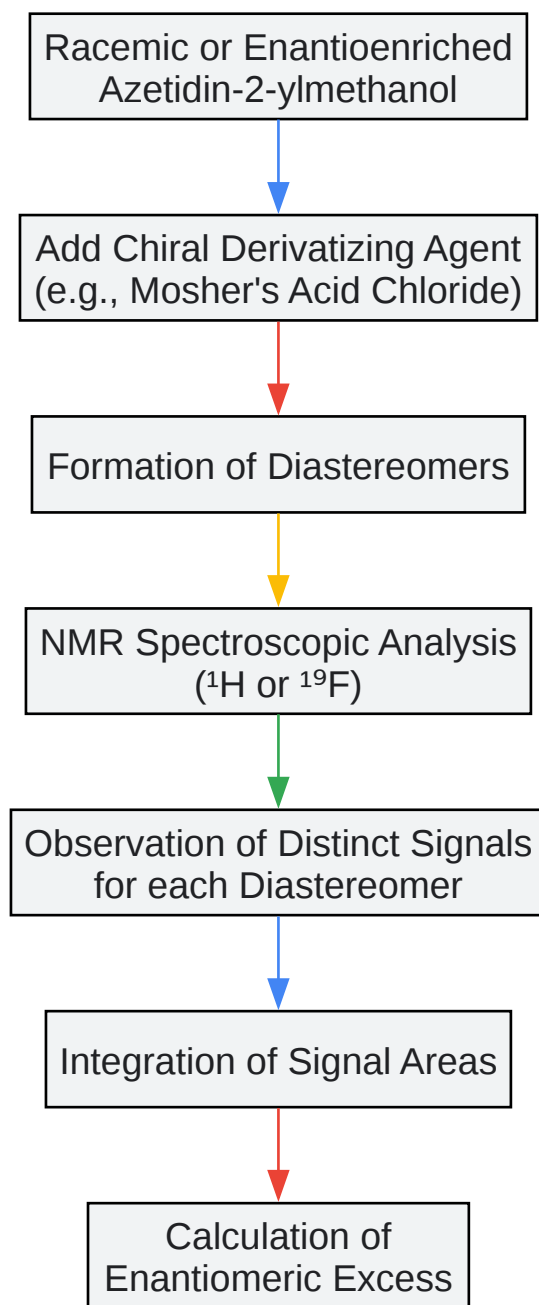 Racemic or Enantioenriched
Azetidin-2-ylmethanol
Add Chiral Derivatizing Agent
(e.g., Mosher's Acid Chloride)
Formation of Diastereomers
NMR Spectroscopic Analysis
(¹H or ¹⁹F)
Observation of Distinct Signals
for each Diastereomer
Integration of Signal Areas
Calculation of
Enantiomeric Excess